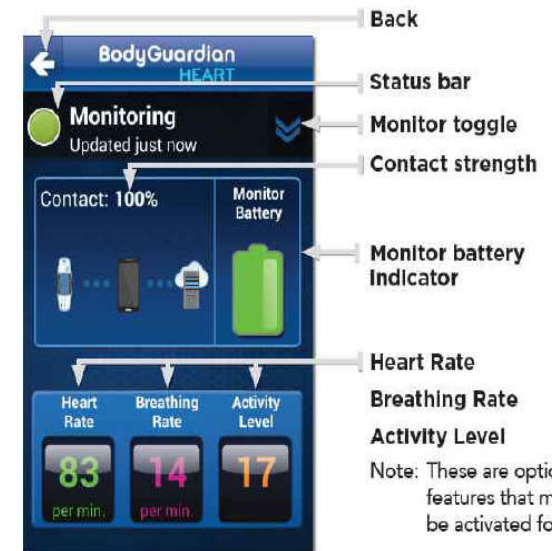 Back
BodyGuardian
HEART
Status bar
Monitoring
Updated just now
Monitor toggle
Contact strength
Contact: 100%
Monitor
Battery
Monitor battery
Indicator
Heart Rate
Breathing Rate
Activity Level
Heart
Rate
Breathing
Rate
Activity
Level
83
per min.
14
per min.
17
Note: These are optio
features that m
be activated fo